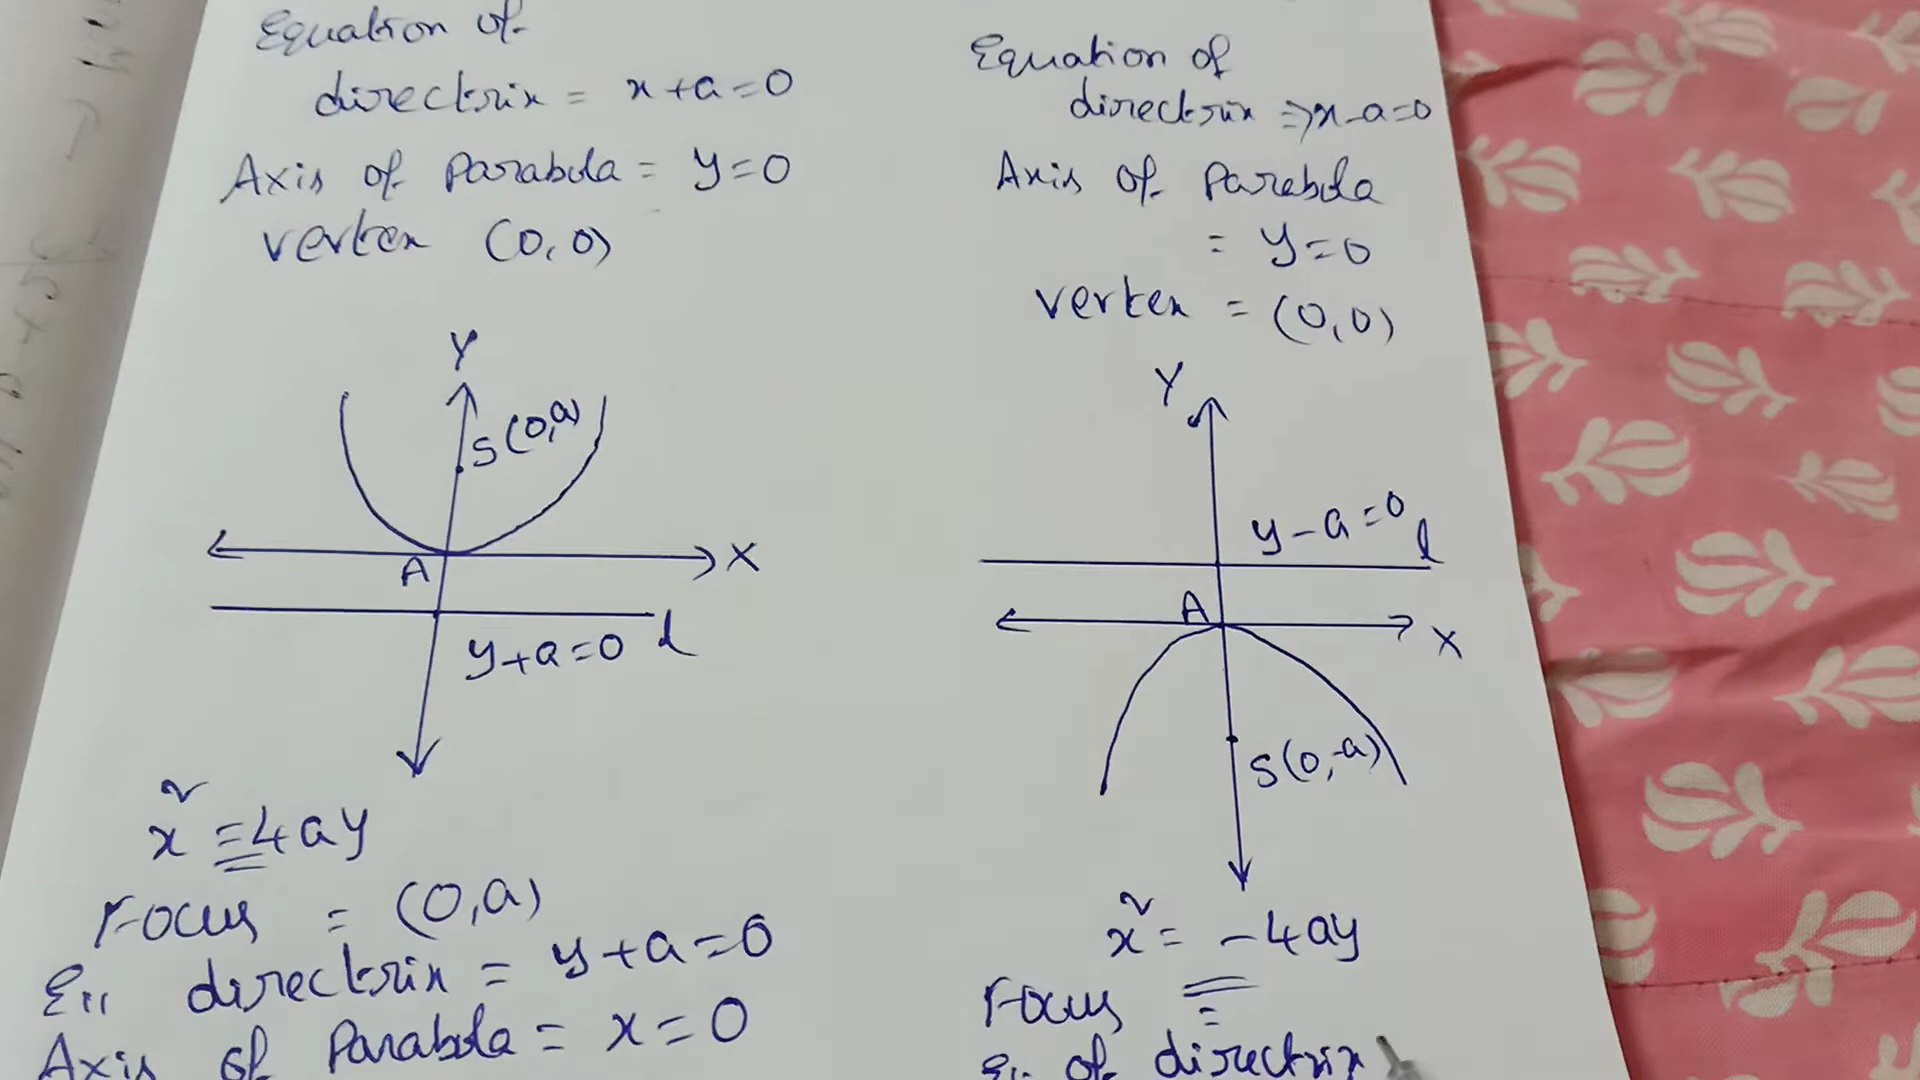 Equation of
directrix = x+a=0
Axis of Parabola = y=0
vertex (0,0)
Y
S(0,a)
X
A
y+a=0 l
x² = 4ay
Focus = (0,a)
directrix = y+a=0
Axis of Parabola = x=0
Equation of
directrix => x-a=0
Axis of Parabola
= y=0
vertex = (0,0)
Y
y-a=0 l
A
X
S(0,-a)
x² = -4ay
Focus =
of directrix